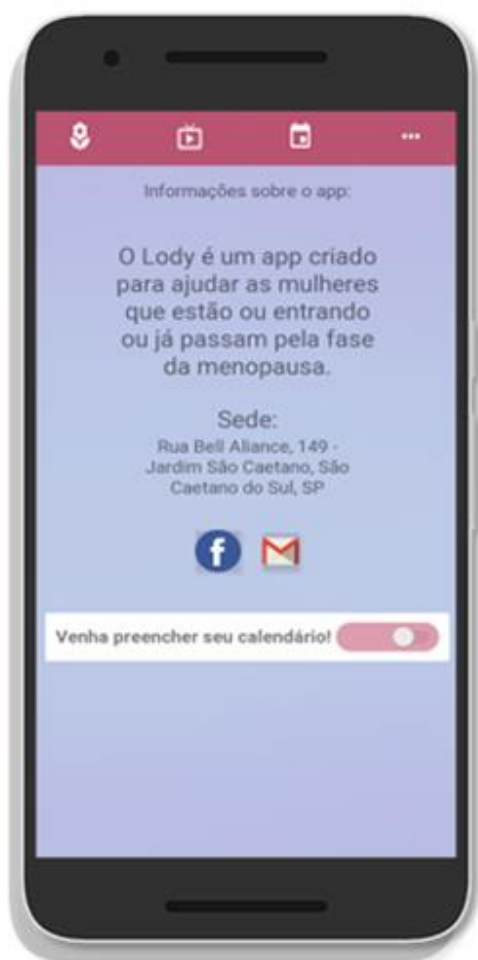 Informações sobre o app:
O Lody é um app criado
para ajudar as mulheres
que estão ou entrando
ou já passam pela fase
da menopausa.
Sede:
Rua Bell Aliance, 149 -
Jardim São Caetano, São
Caetano do Sul, SP
Venha preencher seu calendário!